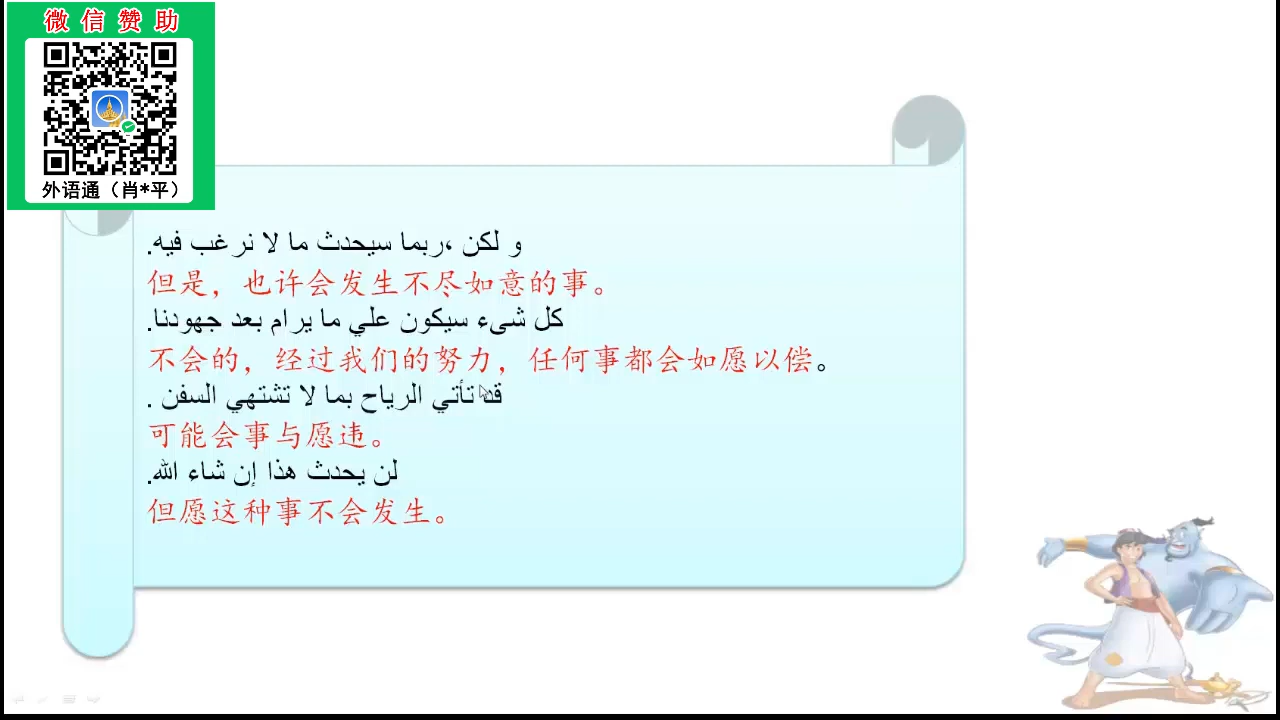 微信赞助
外语通（肖*平）
و لكن ،ربما سيحدث ما لا نرغب فيه.
但是，也许会发生不尽如意的事。
كل شىء سيكون علي ما يرام بعد جهودنا.
不会的，经过我们的努力，任何事都会如愿以偿。
قد تأتي الرياح بما لا تشتهي السفن .
可能会事与愿违。
لن يحدث هذا إن شاء الله.
但愿这种事不会发生。